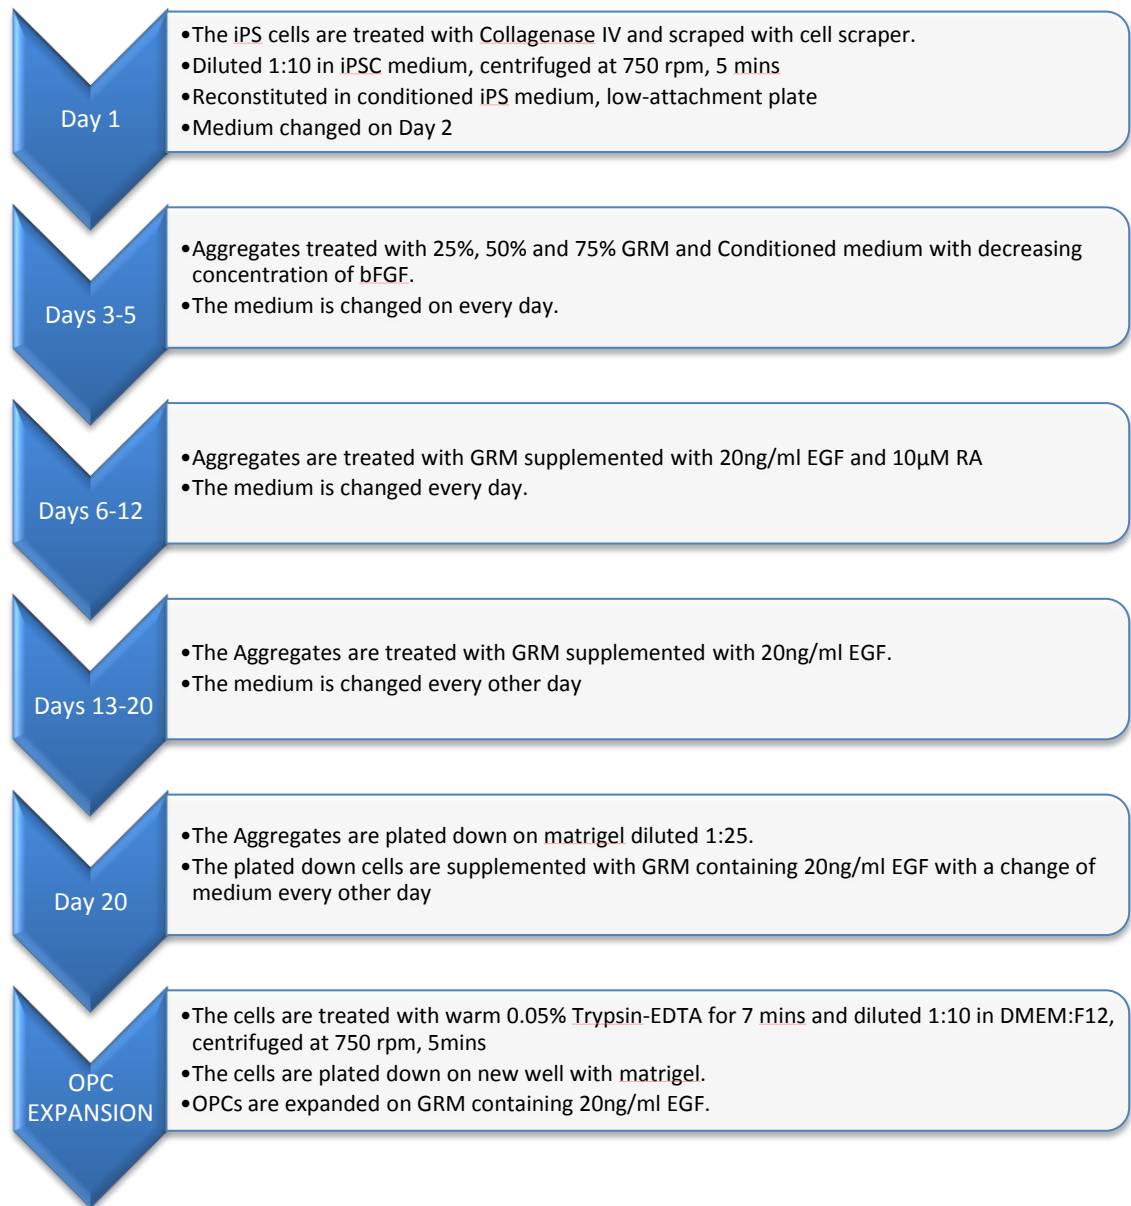 Day 1
•The iPS cells are treated with Collagenase IV and scraped with cell scraper.
•Diluted 1:10 in iPSC medium, centrifuged at 750 rpm, 5 mins
•Reconstituted in conditioned iPS medium, low-attachment plate
•Medium changed on Day 2
Days 3-5
•Aggregates treated with 25%, 50% and 75% GRM and Conditioned medium with decreasing
concentration of bFGF.
•The medium is changed on every day.
Days 6-12
•Aggregates are treated with GRM supplemented with 20ng/ml EGF and 10µM RA
•The medium is changed every day.
Days 13-20
•The Aggregates are treated with GRM supplemented with 20ng/ml EGF.
•The medium is changed every other day
Day 20
•The Aggregates are plated down on matrigel diluted 1:25.
•The plated down cells are supplemented with GRM containing 20ng/ml EGF with a change of
medium every other day
OPC
EXPANSION
•The cells are treated with warm 0.05% Trypsin-EDTA for 7 mins and diluted 1:10 in DMEM:F12,
centrifuged at 750 rpm, 5mins
•The cells are plated down on new well with matrigel.
•OPCs are expanded on GRM containing 20ng/ml EGF.